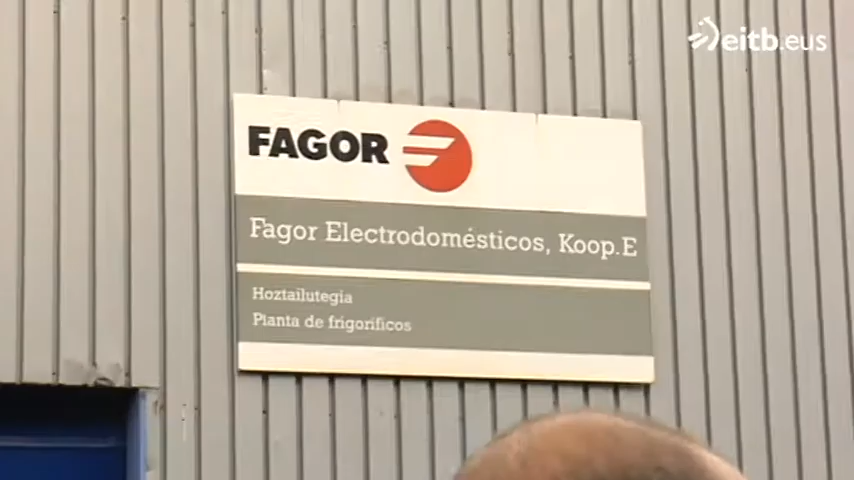 eitb.eus
FAGOR
Fagor Electrodomésticos, Koop.E
Hoztailutegia
Planta de frigoríficos